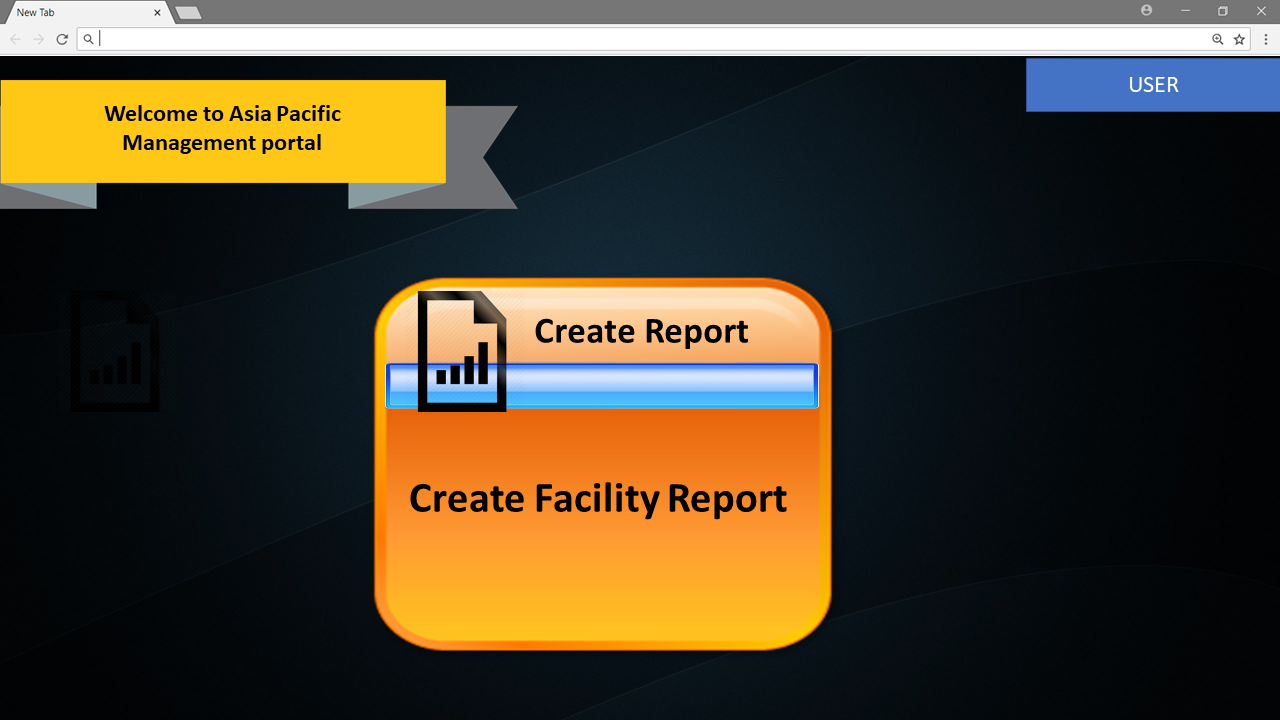 New Tab
USER
Welcome to Asia Pacific
Management portal
Create Report
Create Facility Report